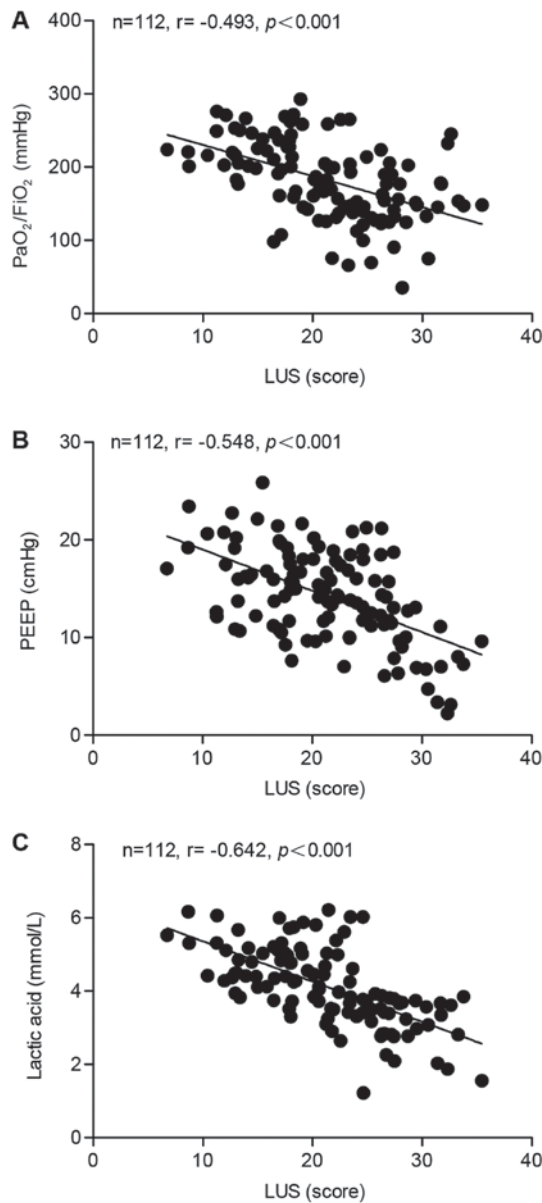 A
n=112, r= -0.493, p<0.001
400
300
200
100
0
PaO₂/FiO₂ (mmHg)
0 10 20 30 40
LUS (score)
B
n=112, r= -0.548, p<0.001
30
20
10
0
PEEP (cmHg)
0 10 20 30 40
LUS (score)
C
n=112, r= -0.642, p<0.001
8
6
4
2
0
Lactic acid (mmol/L)
0 10 20 30 40
LUS (score)